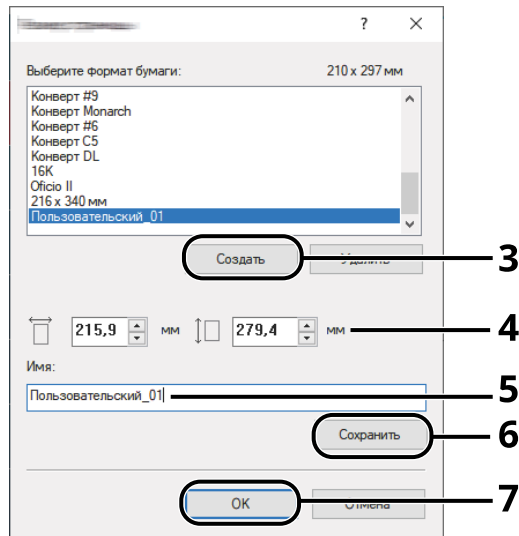 ? ×
Выберите формат бумаги: 210 x 297 мм
Конверт #9
Конверт Monarch
Конверт #6
Конверт C5
Конверт DL
16K
Oficio II
216 x 340 мм
Пользовательский_01
Создать Удалить 3
215,9 мм 279,4 мм 4
Имя:
Пользовательский_01 5
Сохранить 6
OK Отмена 7